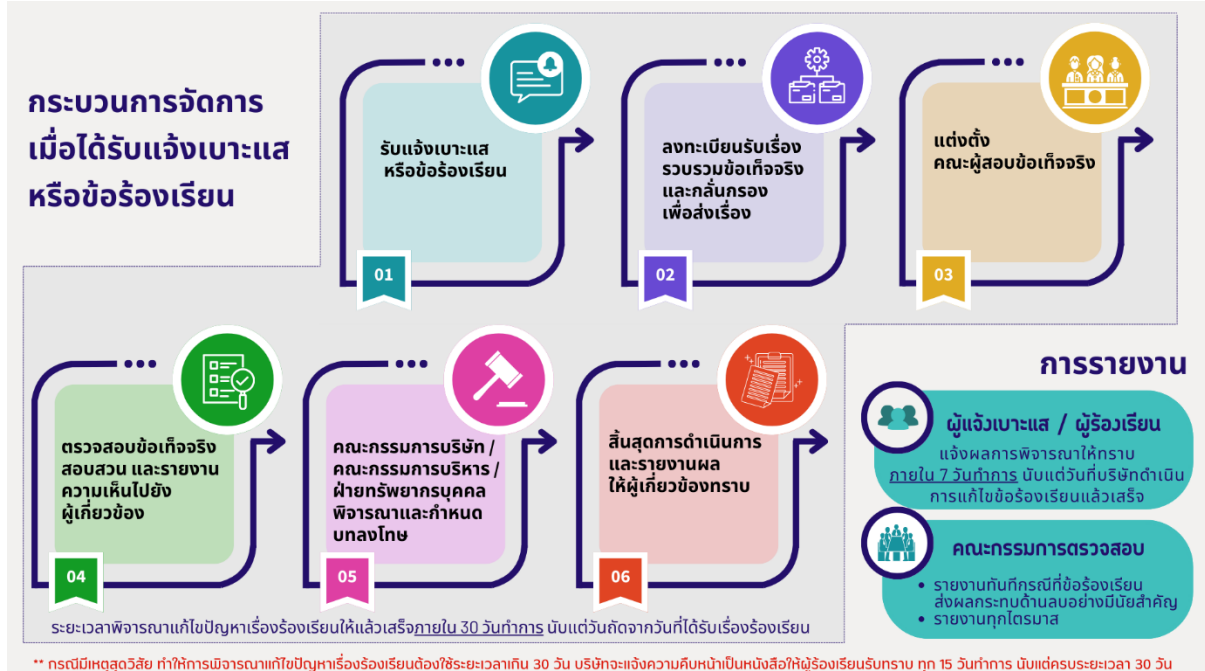 กระบวนการจัดการ
เมื่อได้รับแจ้งเบาะแส
หรือข้อร้องเรียน
รับแจ้งเบาะแส
หรือข้อร้องเรียน
01
ลงทะเบียนรับเรื่อง
รวบรวมข้อเท็จจริง
และกลั่นกรอง
เพื่อส่งเรื่อง
02
แต่งตั้ง
คณะผู้สอบข้อเท็จจริง
03
ตรวจสอบข้อเท็จจริง
สอบสวน และรายงาน
ความเห็นไปยัง
ผู้เกี่ยวข้อง
04
คณะกรรมการบริษัท /
คณะกรรมการบริหาร /
ฝ่ายทรัพยากรบุคคล
พิจารณาและกำหนด
บทลงโทษ
05
สิ้นสุดการดำเนินการ
และรายงานผล
ให้ผู้เกี่ยวข้องทราบ
06
ระยะเวลาพิจารณาแก้ไขปัญหาเรื่องร้องเรียนให้แล้วเสร็จภายใน 30 วันทำการ นับแต่วันถัดจากวันที่ได้รับเรื่องร้องเรียน
การรายงาน
ผู้แจ้งเบาะแส / ผู้ร้องเรียน
แจ้งผลการพิจารณาให้ทราบ
ภายใน 7 วันทำการ นับแต่วันที่บริษัทดำเนิน
การแก้ไขข้อร้องเรียนแล้วเสร็จ
คณะกรรมการตรวจสอบ
• รายงานทันทีกรณีที่ข้อร้องเรียน
ส่งผลกระทบด้านลบอย่างมีนัยสำคัญ
• รายงานทุกไตรมาส
** กรณีมีเหตุสุดวิสัย ทำให้การพิจารณาแก้ไขปัญหาเรื่องร้องเรียนต้องใช้ระยะเวลาเกิน 30 วัน บริษัทจะแจ้งความคืบหน้าเป็นหนังสือให้ผู้ร้องเรียนรับทราบ ทุก 15 วันทำการ นับแต่ครบระยะเวลา 30 วัน